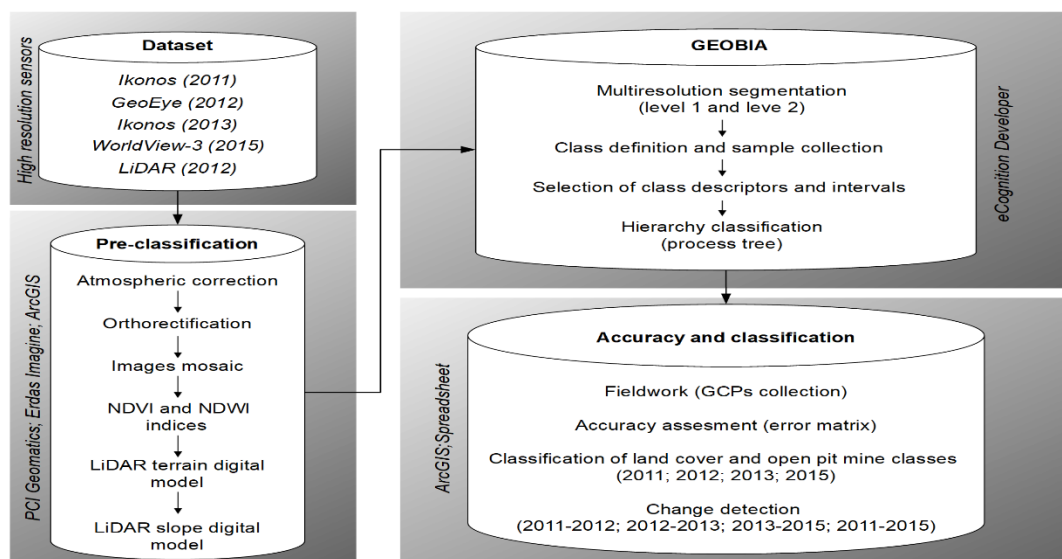 High resolution sensors
Dataset
Ikonos (2011)
GeoEye (2012)
Ikonos (2013)
WorldView-3 (2015)
LiDAR (2012)
PCI Geomatics; Erdas Imagine; ArcGIS
Pre-classification
Atmospheric correction
Orthorectification
Images mosaic
NDVI and NDWI
indices
LiDAR terrain digital
model
LiDAR slope digital
model
GEOBIA
Multiresolution segmentation
(level 1 and leve 2)
Class definition and sample collection
Selection of class descriptors and intervals
Hierarchy classification
(process tree)
eCognition Developer
ArcGIS;Spreadsheet
Accuracy and classification
Fieldwork (GCPs collection)
Accuracy assesment (error matrix)
Classification of land cover and open pit mine classes
(2011; 2012; 2013; 2015)
Change detection
(2011-2012; 2012-2013; 2013-2015; 2011-2015)